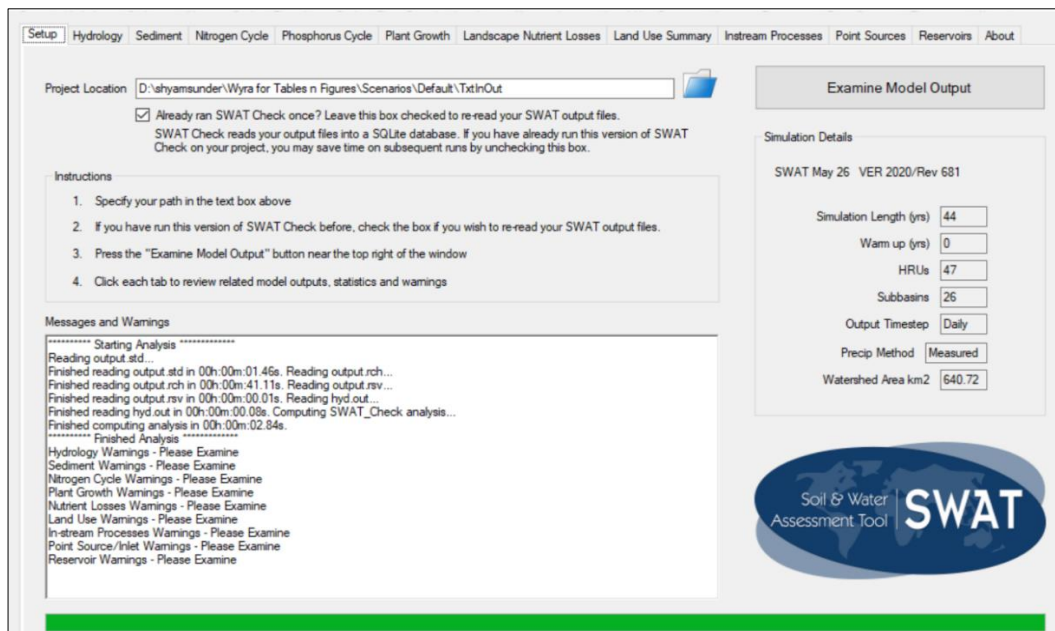 Setup Hydrology Sediment Nitrogen Cycle Phosphorus Cycle Plant Growth Landscape Nutrient Losses Land Use Summary Instream Processes Point Sources Reservoirs About
Project Location D:\shyamsunder\Wyra for Tables n Figures\Scenarios\Default\TxtInOut
Already ran SWAT Check once? Leave this box checked to re-read your SWAT output files.
SWAT Check reads your output files into a SQLite database. If you have already run this version of SWAT
Check on your project, you may save time on subsequent runs by unchecking this box.
Instructions
1. Specify your path in the text box above
2. If you have run this version of SWAT Check before, check the box if you wish to re-read your SWAT output files.
3. Press the "Examine Model Output" button near the top right of the window
4. Click each tab to review related model outputs, statistics and warnings
Messages and Warnings
********** Starting Analysis *************
Reading output.std...
Finished reading output.std in 00h:00m:01.46s. Reading output.rch...
Finished reading output.rch in 00h:00m:41.11s. Reading output.rsv...
Finished reading output.rsv in 00h:00m:00.01s. Reading hyd.out...
Finished reading hyd.out in 00h:00m:00.08s. Computing SWAT_Check analysis...
Finished computing analysis in 00h:00m:02.84s.
********** Finished Analysis *************
Hydrology Warnings - Please Examine
Sediment Warnings - Please Examine
Nitrogen Cycle Warnings - Please Examine
Plant Growth Warnings - Please Examine
Nutrient Losses Warnings - Please Examine
Land Use Warnings - Please Examine
In-stream Processes Warnings - Please Examine
Point Source/Inlet Warnings - Please Examine
Reservoir Warnings - Please Examine
Examine Model Output
Simulation Details
SWAT May 26 VER 2020/Rev 681
Simulation Length (yrs) 44
Warm up (yrs) 0
HRUs 47
Subbasins 26
Output Timestep Daily
Precip Method Measured
Watershed Area km2 640.72
Soil & Water
Assessment Tool
SWAT